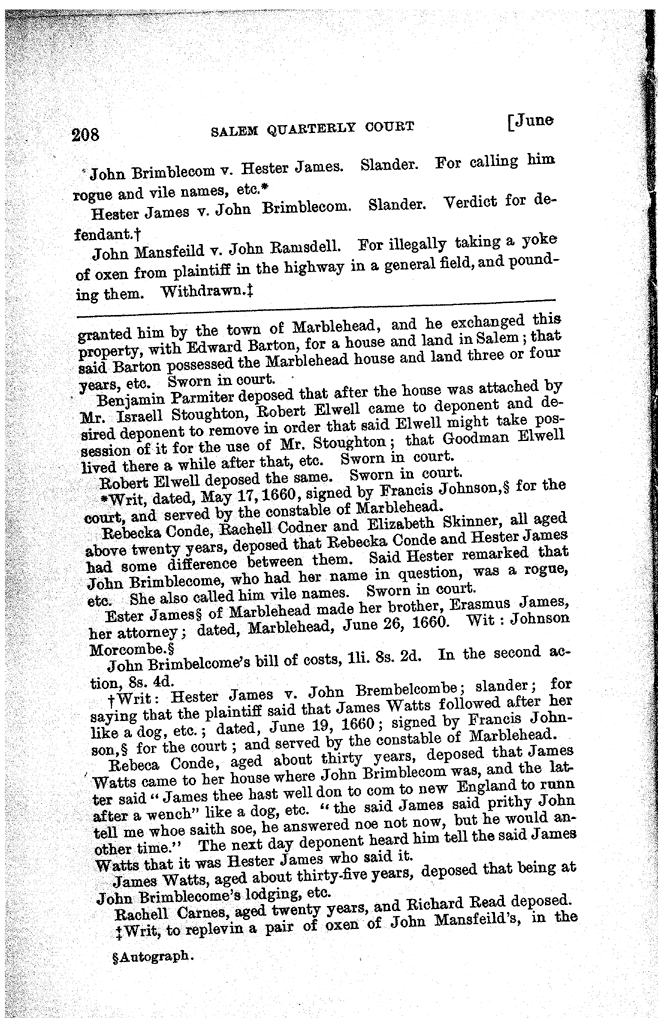 208 SALEM QUARTERLY COURT [June
John Brimblecom v. Hester James. Slander. For calling him
rogue and vile names, etc.*
Hester James v. John Brimblecom. Slander. Verdict for de-
fendant.†
John Mansfeild v. John Ramsdell. For illegally taking a yoke
of oxen from plaintiff in the highway in a general field, and pound-
ing them. Withdrawn.‡
granted him by the town of Marblehead, and he exchanged this
property, with Edward Barton, for a house and land in Salem; that
said Barton possessed the Marblehead house and land three or four
years, etc. Sworn in court.
Benjamin Parmiter deposed that after the house was attached by
Mr. Israell Stoughton, Robert Elwell came to deponent and de-
sired deponent to remove in order that said Elwell might take pos-
session of it for the use of Mr. Stoughton; that Goodman Elwell
lived there a while after that, etc. Sworn in court.
Robert Elwell deposed the same. Sworn in court.
*Writ, dated, May 17, 1660, signed by Francis Johnson,§ for the
court, and served by the constable of Marblehead.
Rebecka Conde, Rachell Codner and Elizabeth Skinner, all aged
above twenty years, deposed that Rebecka Conde and Hester James
had some difference between them. Said Hester remarked that
John Brimblecome, who had her name in question, was a rogue,
etc. She also called him vile names. Sworn in court.
Ester James§ of Marblehead made her brother, Erasmus James,
her attorney; dated, Marblehead, June 26, 1660. Wit: Johnson
Morcombe.§
John Brimbelcome's bill of costs, 1li. 8s. 2d. In the second ac-
tion, 8s. 4d.
†Writ: Hester James v. John Brembelcombe; slander; for
saying that the plaintiff said that James Watts followed after her
like a dog, etc.; dated, June 19, 1660; signed by Francis John-
son,§ for the court; and served by the constable of Marblehead.
Rebeca Conde, aged about thirty years, deposed that James
Watts came to her house where John Brimblecom was, and the lat-
ter said "James thee hast well don to com to new England to runn
after a wench" like a dog, etc. "the said James said prithy John
tell me whoe saith soe, he answered noe not now, but he would an-
other time." The next day deponent heard him tell the said James
Watts that it was Hester James who said it.
James Watts, aged about thirty-five years, deposed that being at
John Brimblecome's lodging, etc.
Rachell Carnes, aged twenty years, and Richard Read deposed.
‡Writ, to replevin a pair of oxen of John Mansfeild's, in the
§Autograph.